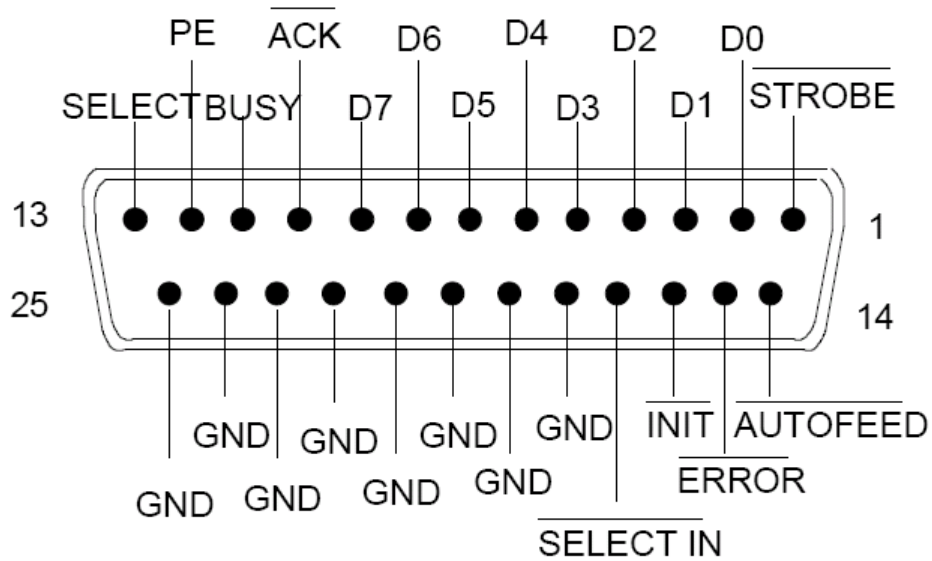 PE ACK D6 D4 D2 D0
SELECT BUSY D7 D5 D3 D1 STROBE
13 1
25 14
GND GND GND GND INIT AUTOFEED
GND GND GND GND ERROR
SELECT IN